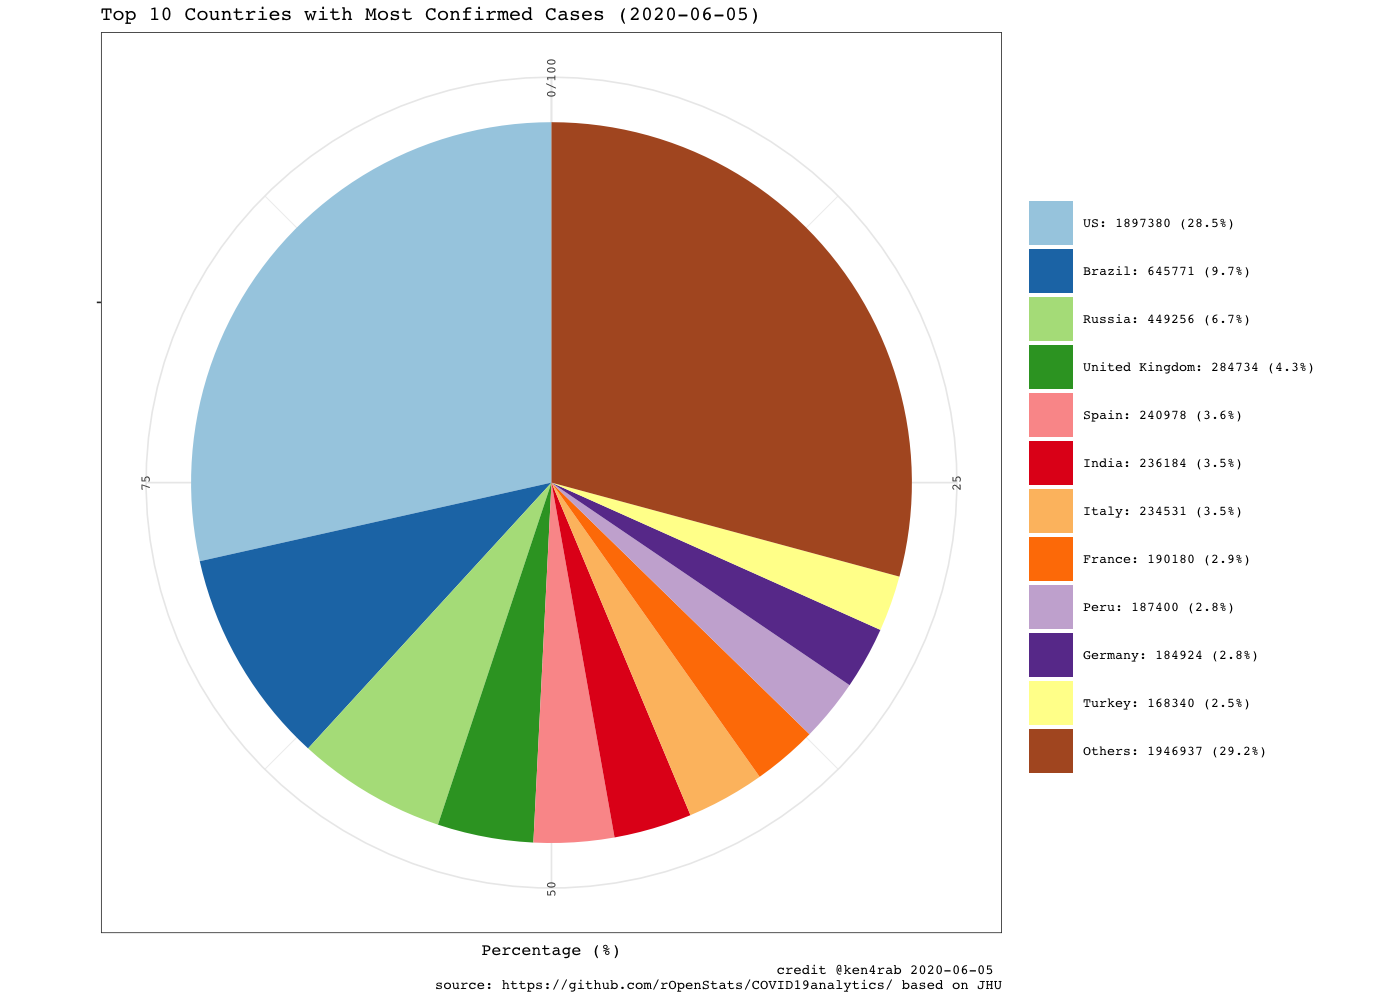 Top 10 Countries with Most Confirmed Cases (2020-06-05)
0/100
25
50
75
US: 1897380 (28.5%)
Brazil: 645771 (9.7%)
Russia: 449256 (6.7%)
United Kingdom: 284734 (4.3%)
Spain: 240978 (3.6%)
India: 236184 (3.5%)
Italy: 234531 (3.5%)
France: 190180 (2.9%)
Peru: 187400 (2.8%)
Germany: 184924 (2.8%)
Turkey: 168340 (2.5%)
Others: 1946937 (29.2%)
Percentage (%)
credit @ken4rab 2020-06-05
source: https://github.com/rOpenStats/COVID19analytics/ based on JHU